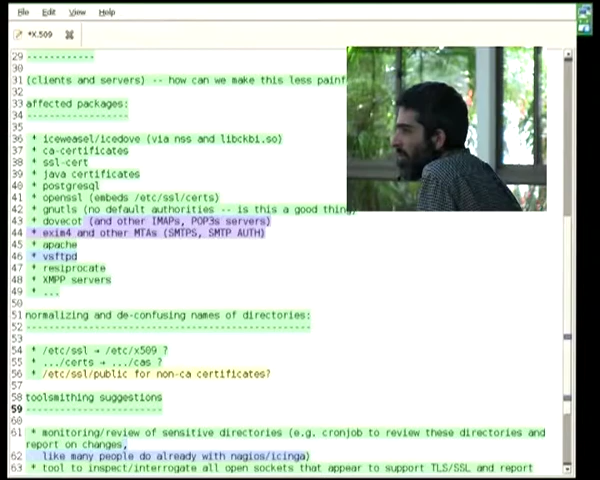 File Edit View Help
*X.509
29 ------------
30
31 (clients and servers) -- how can we make this less painf
32
33 affected packages:
34 ------------------
35
36 * iceweasel/icedove (via nss and libckbi.so)
37 * ca-certificates
38 * ssl-cert
39 * java certificates
40 * postgresql
41 * openssl (embeds /etc/ssl/certs)
42 * gnutls (no default authorities -- is this a good thing,
43 * dovecot (and other IMAPs, POP3s servers)
44 * exim4 and other MTAs (SMTPS, SMTP AUTH)
45 * apache
46 * vsftpd
47 * resiprocate
48 * XMPP servers
49 * ...
50
51 normalizing and de-confusing names of directories:
52 --------------------------------------------------
53
54 * /etc/ssl → /etc/x509 ?
55 * .../certs → .../cas ?
56 * /etc/ssl/public for non-ca certificates?
57
58 toolsmithing suggestions
59 ------------------------
60
61 * monitoring/review of sensitive directories (e.g. cronjob to review these directories and
report on changes,
62 like many people do already with nagios/icinga)
63 * tool to inspect/interrogate all open sockets that appear to support TLS/SSL and report